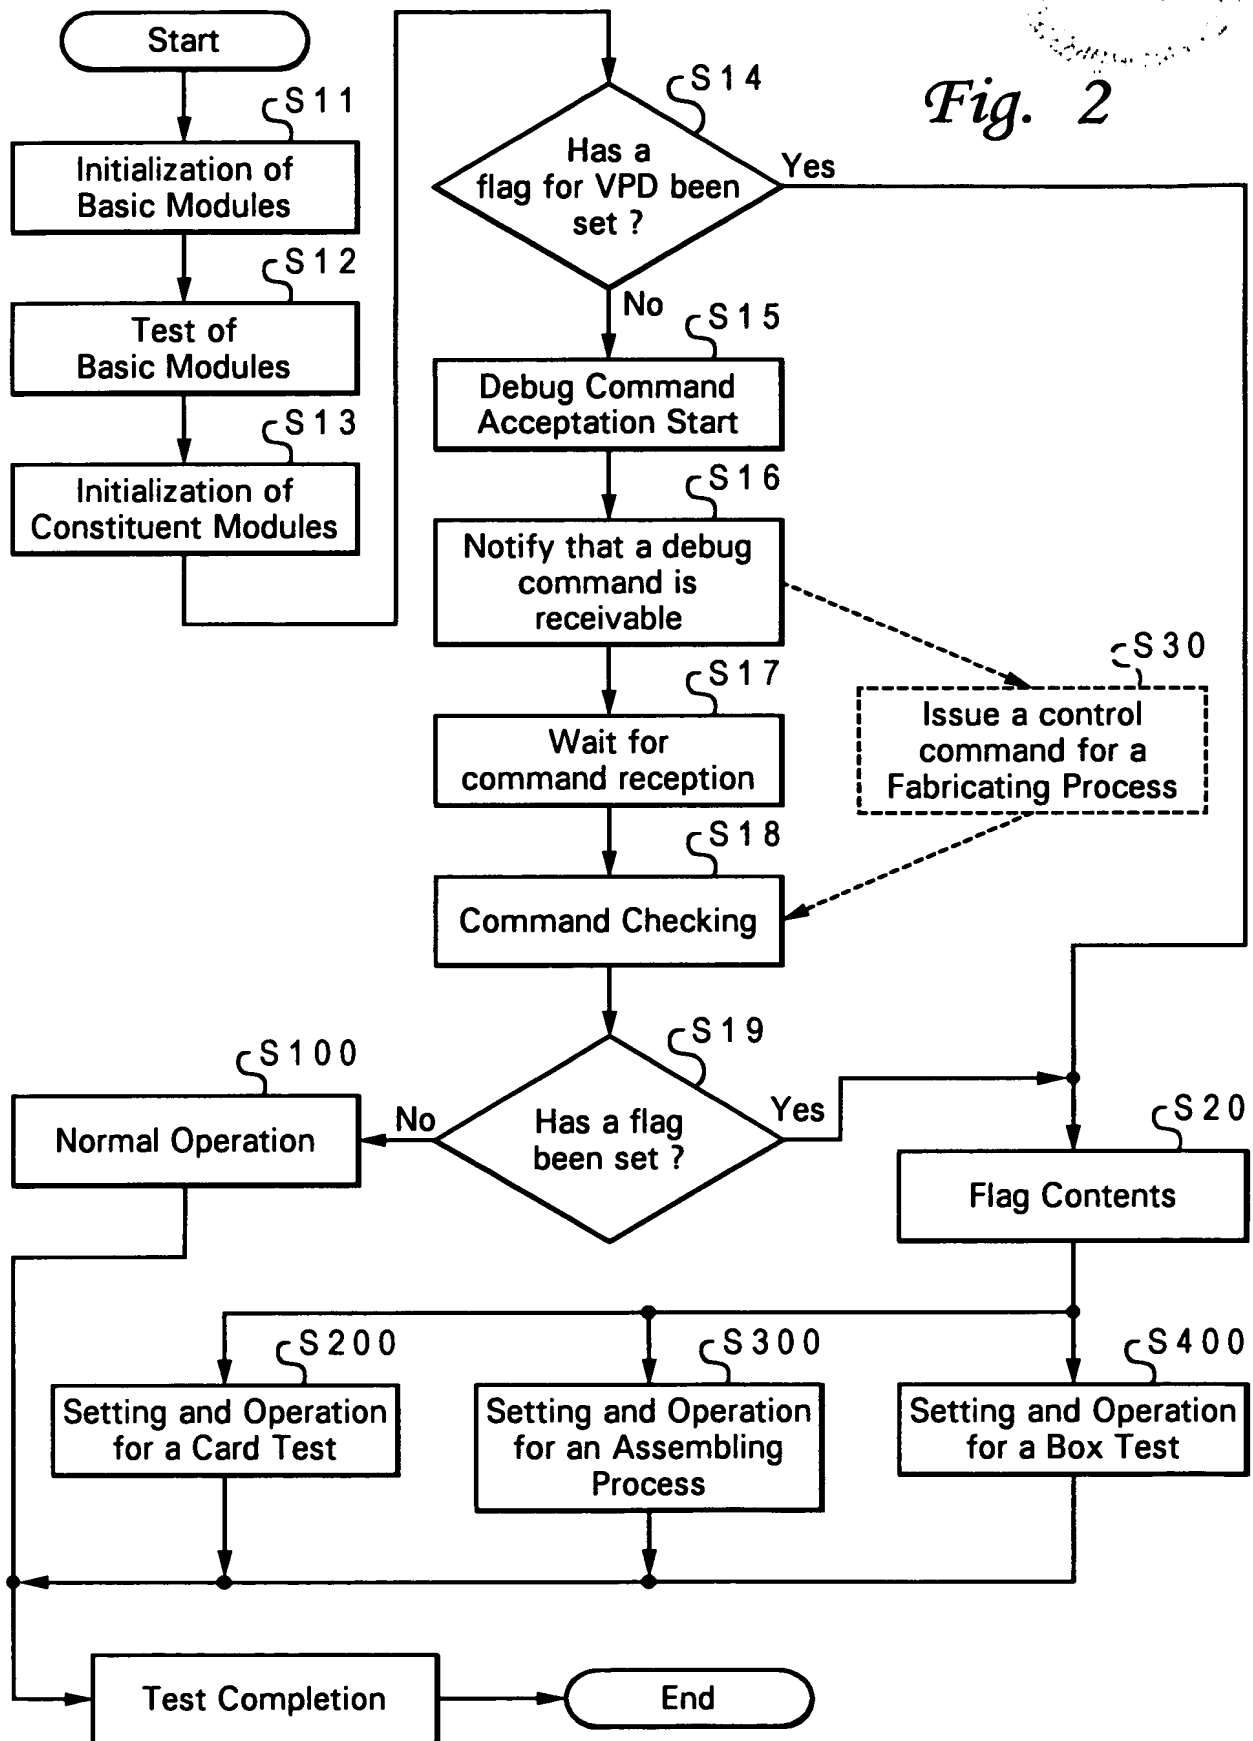 Start
Fig. 2
S11
Initialization of
Basic Modules
S12
Test of
Basic Modules
S13
Initialization of
Constituent Modules
S14
Has a
flag for VPD been
set ?
Yes
No
S15
Debug Command
Acceptation Start
S16
Notify that a debug
command is
receivable
S17
Wait for
command reception
S30
Issue a control
command for a
Fabricating Process
S18
Command Checking
S19
Has a flag
been set ?
No
Yes
S100
Normal Operation
S20
Flag Contents
S200
Setting and Operation
for a Card Test
S300
Setting and Operation
for an Assembling
Process
S400
Setting and Operation
for a Box Test
Test Completion
End